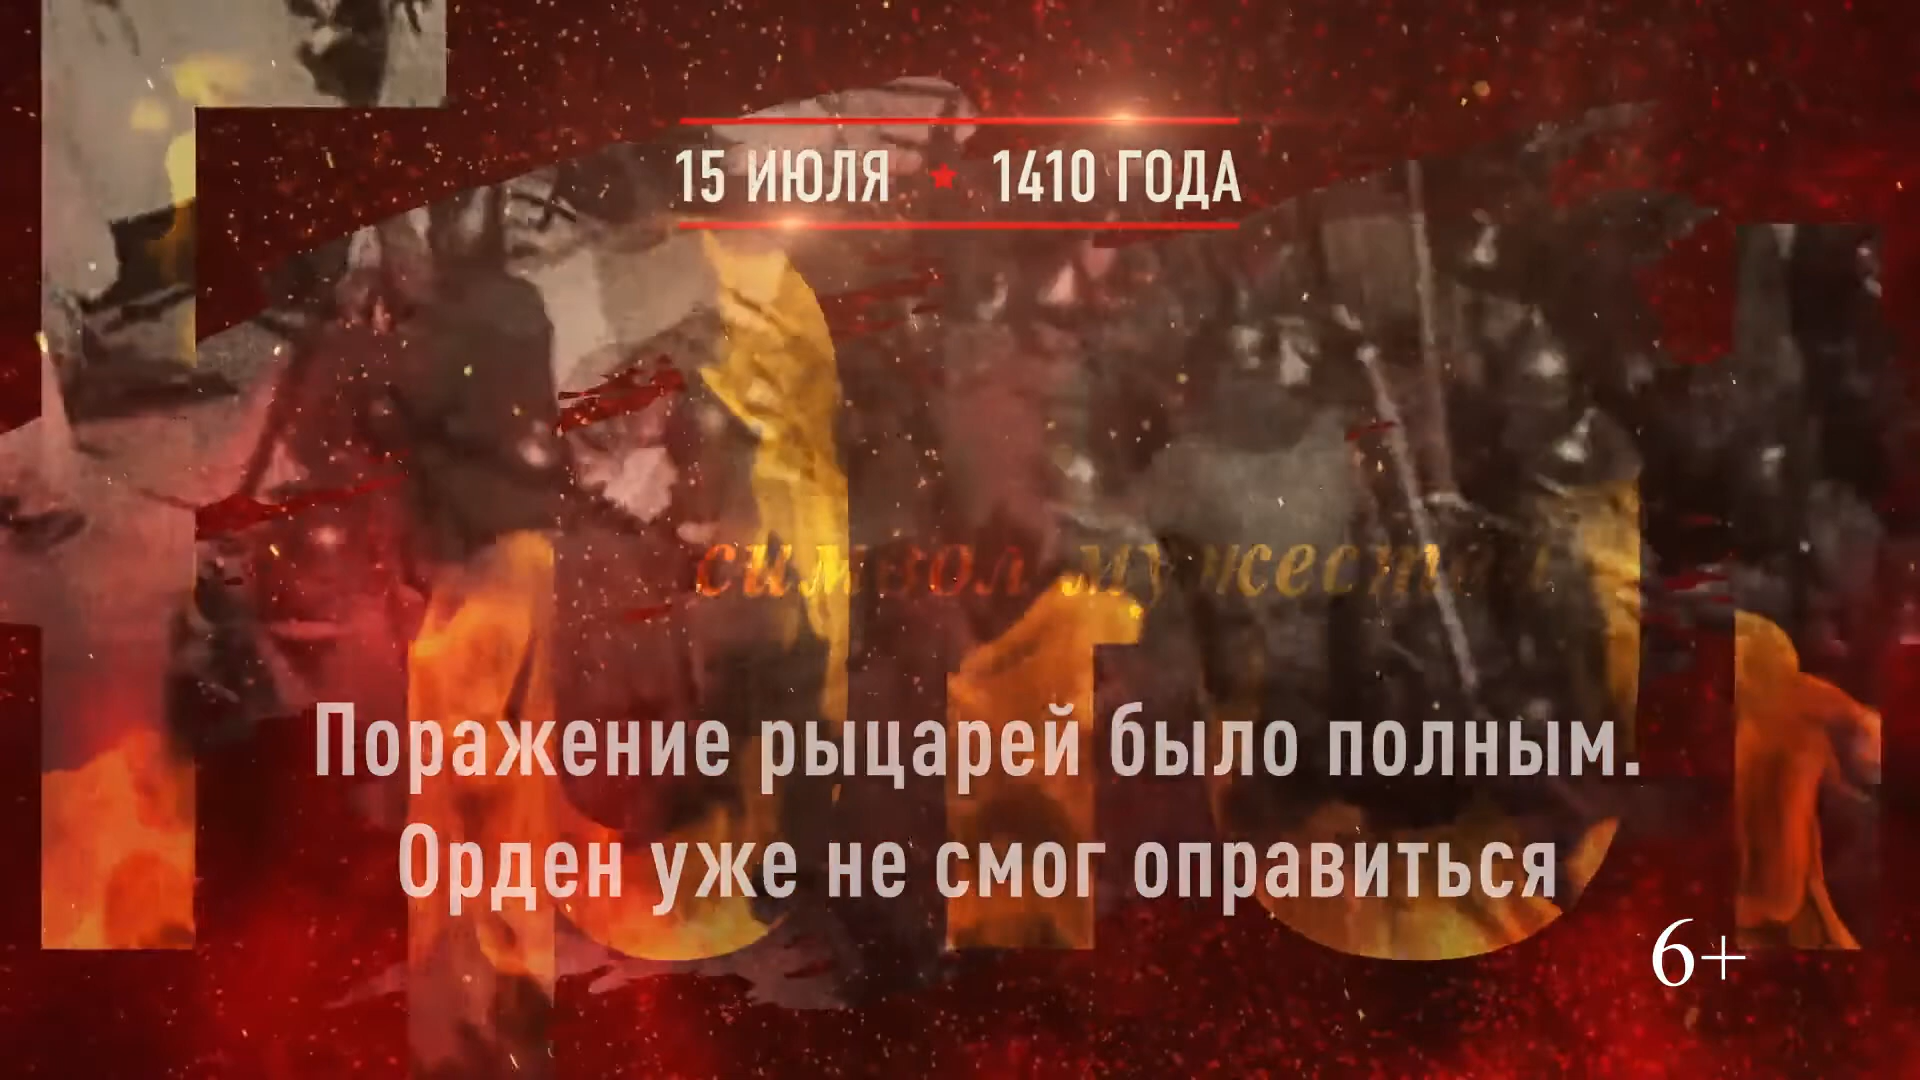 15 ИЮЛЯ ★ 1410 ГОДА
символ мужества
Поражение рыцарей было полным.
Орден уже не смог оправиться
6+